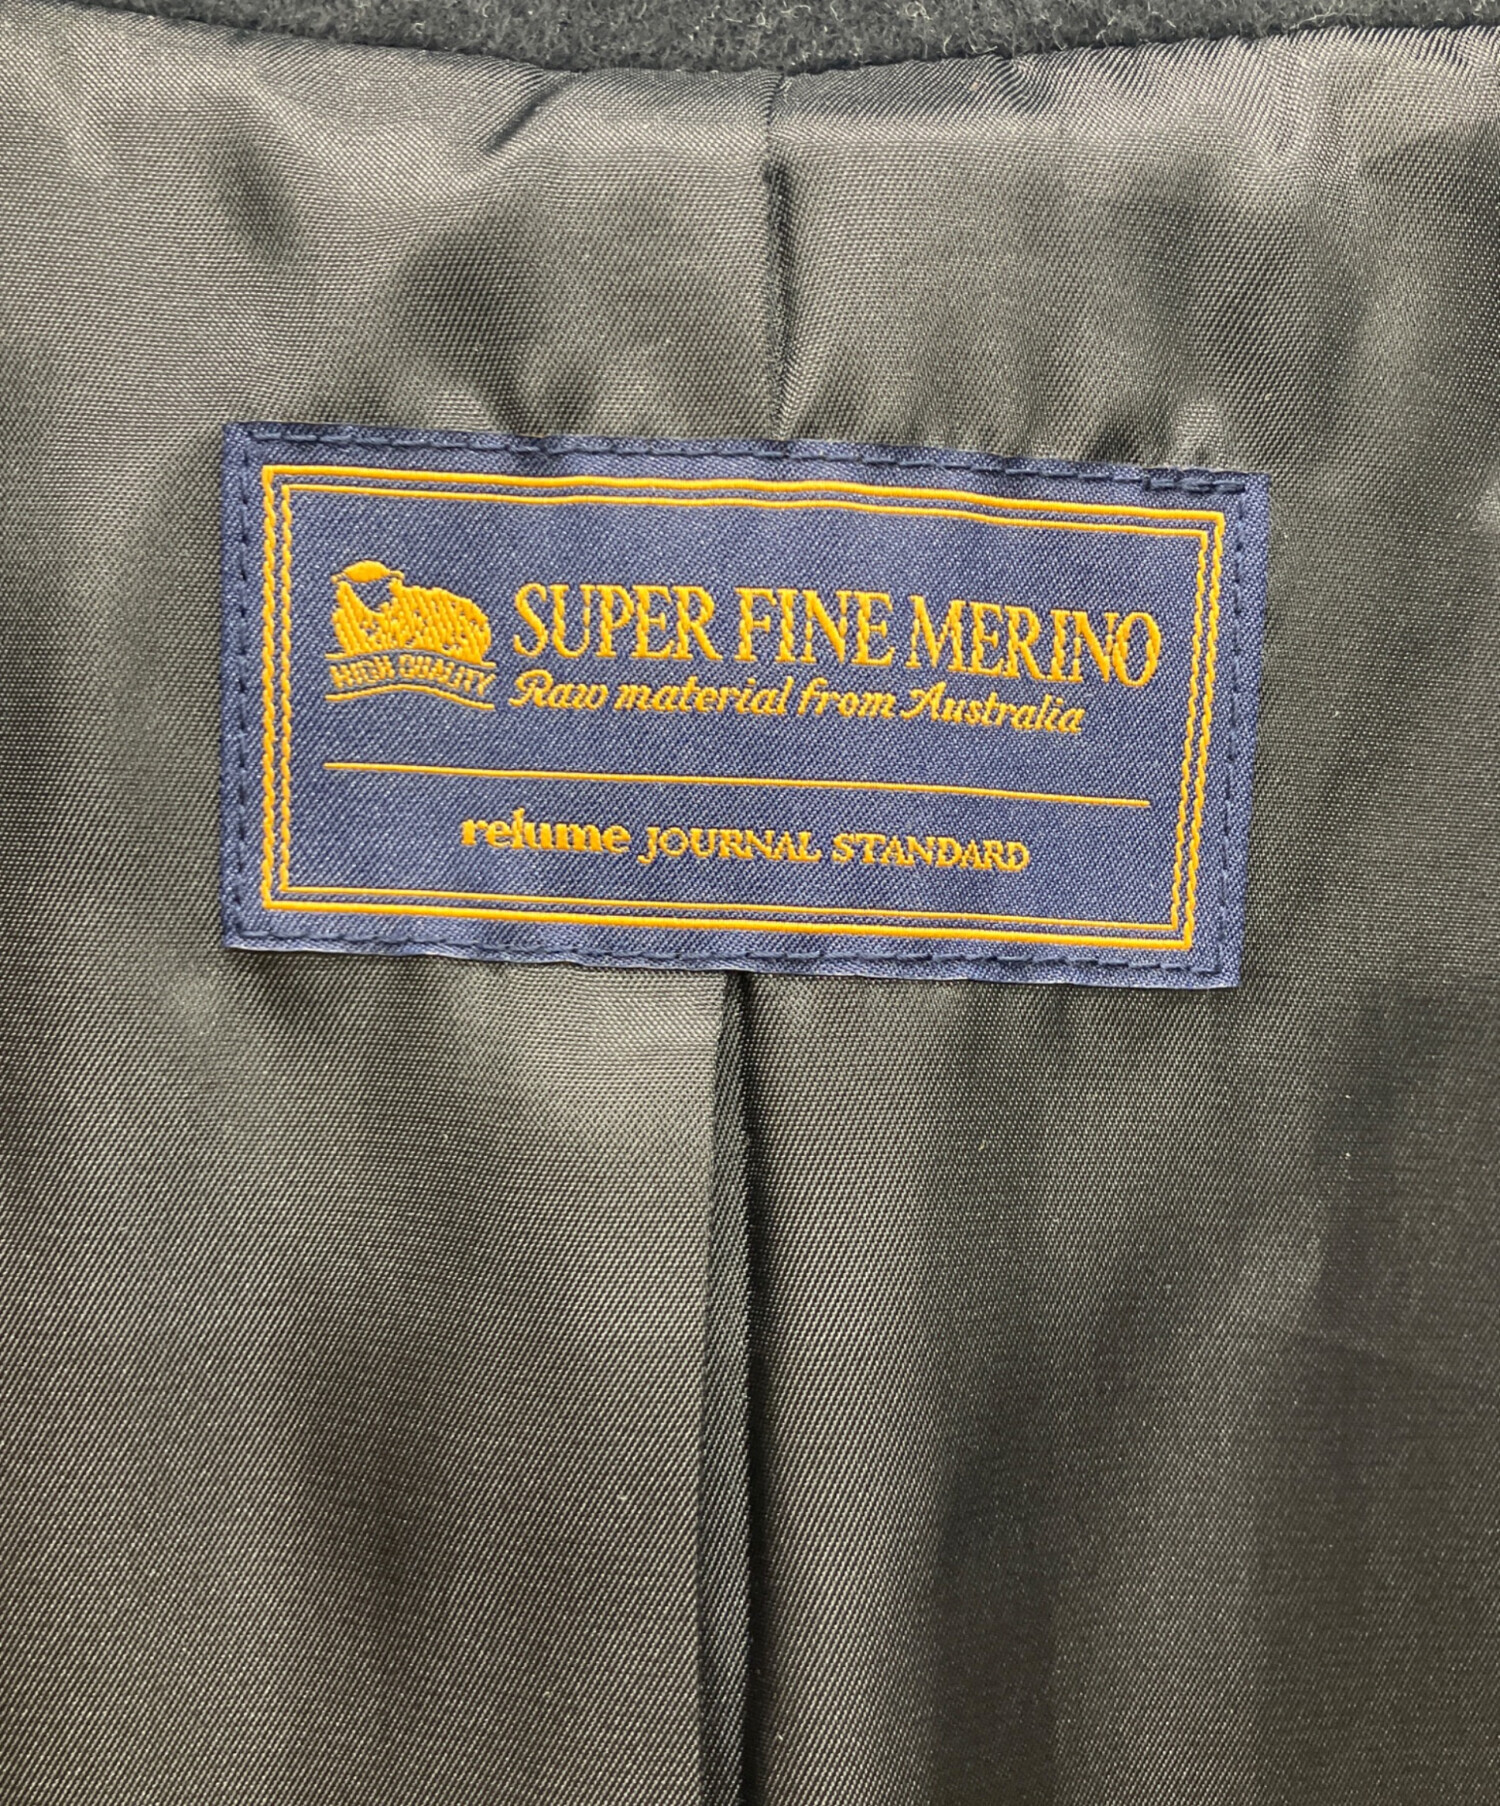 SUPER FINE MERINO
HIGH QUALITY
Raw material from Australia
relume JOURNAL STANDARD